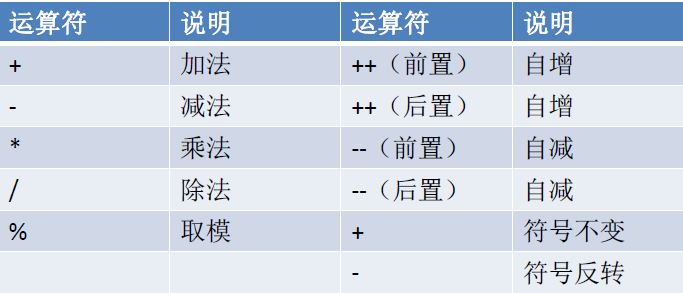 运算符 说明 运算符 说明
+ 加法 ++（前置） 自增
- 减法 ++（后置） 自增
* 乘法 --（前置） 自减
/ 除法 --（后置） 自减
% 取模 + 符号不变
- 符号反转